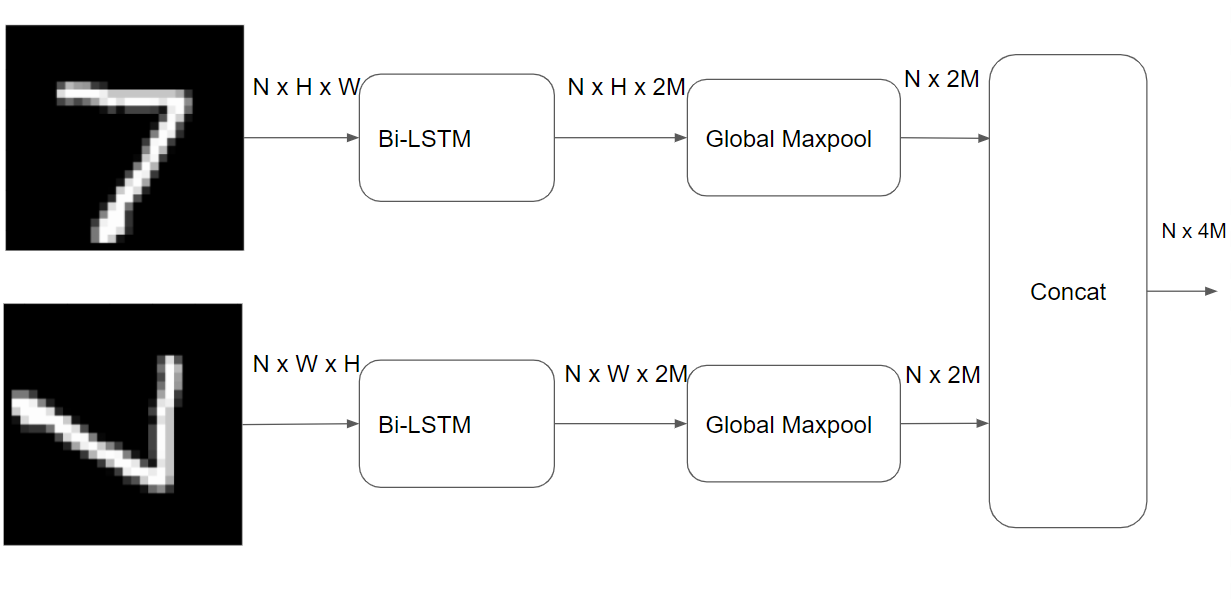 N x H x W
Bi-LSTM
N x H x 2M
Global Maxpool
N x 2M
N x W x H
Bi-LSTM
N x W x 2M
Global Maxpool
N x 2M
Concat
N x 4M